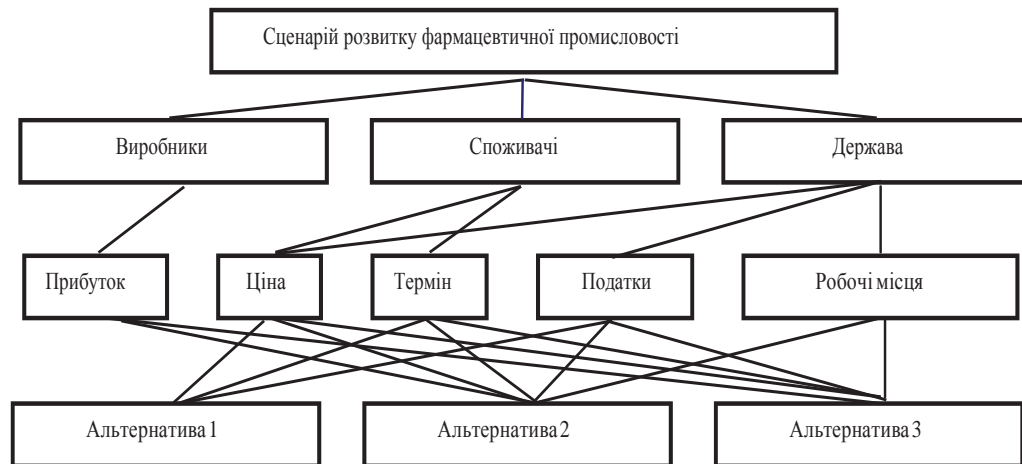 Сценарій розвитку фармацевтичної промисловості
Виробники
Споживачі
Держава
Прибуток
Ціна
Термін
Податки
Робочі місця
Альтернатива 1
Альтернатива 2
Альтернатива 3